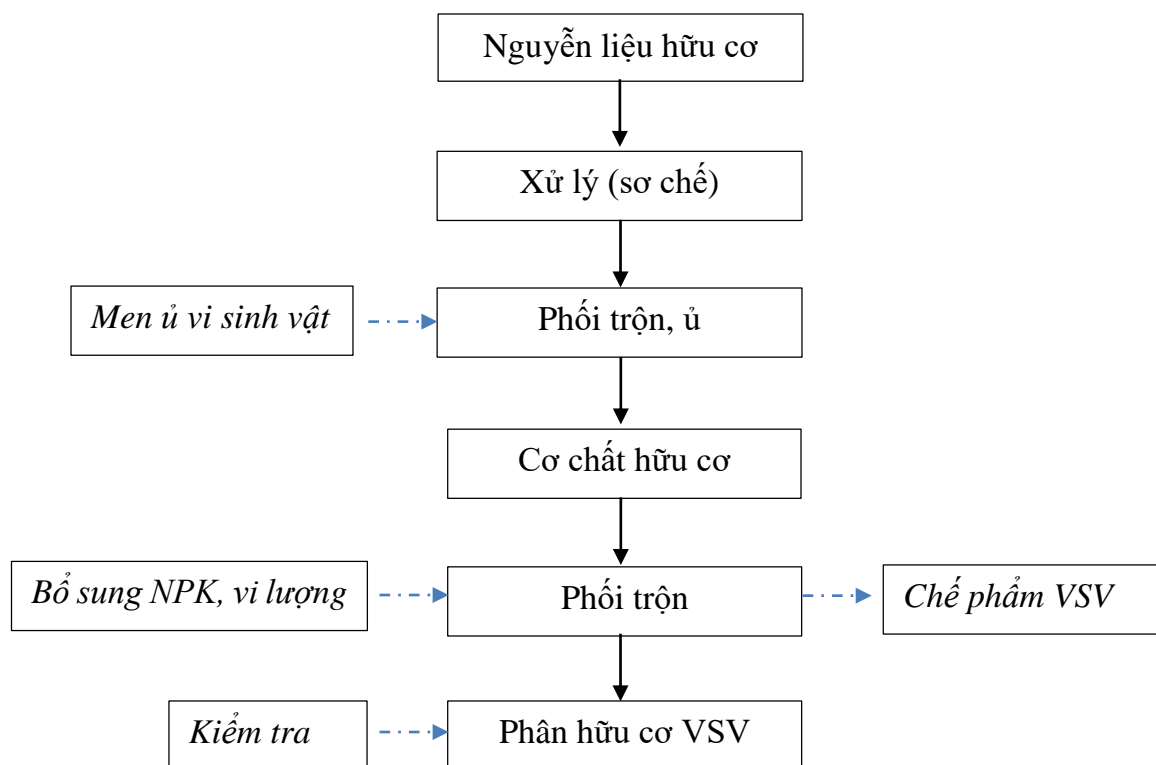 Nguyễn liệu hữu cơ
Xử lý (sơ chế)
Men ủ vi sinh vật
Phối trộn, ủ
Cơ chất hữu cơ
Bổ sung NPK, vi lượng
Phối trộn
Chế phẩm VSV
Kiểm tra
Phân hữu cơ VSV